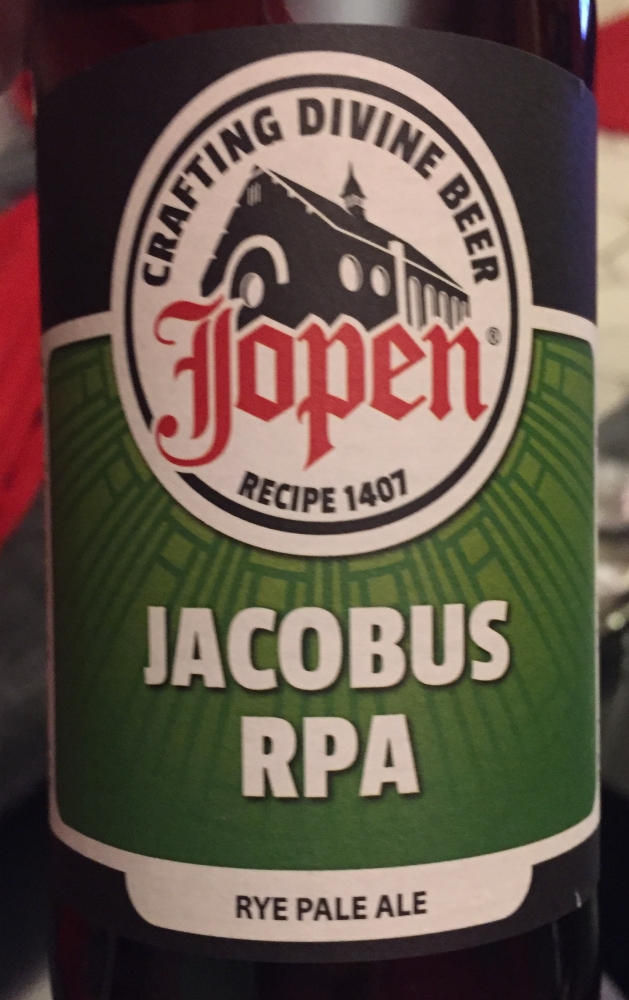 CRAFTING DIVINE BEER
Jopen®
RECIPE 1407
JACOBUS
RPA
RYE PALE ALE